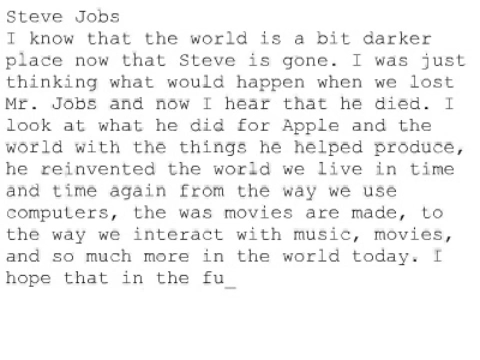 Steve Jobs
I know that the world is a bit darker
place now that Steve is gone. I was just
thinking what would happen when we lost
Mr. Jobs and now I hear that he died. I
look at what he did for Apple and the
world with the things he helped produce,
he reinvented the world we live in time
and time again from the way we use
computers, the was movies are made, to
the way we interact with music, movies,
and so much more in the world today. I
hope that in the fu_